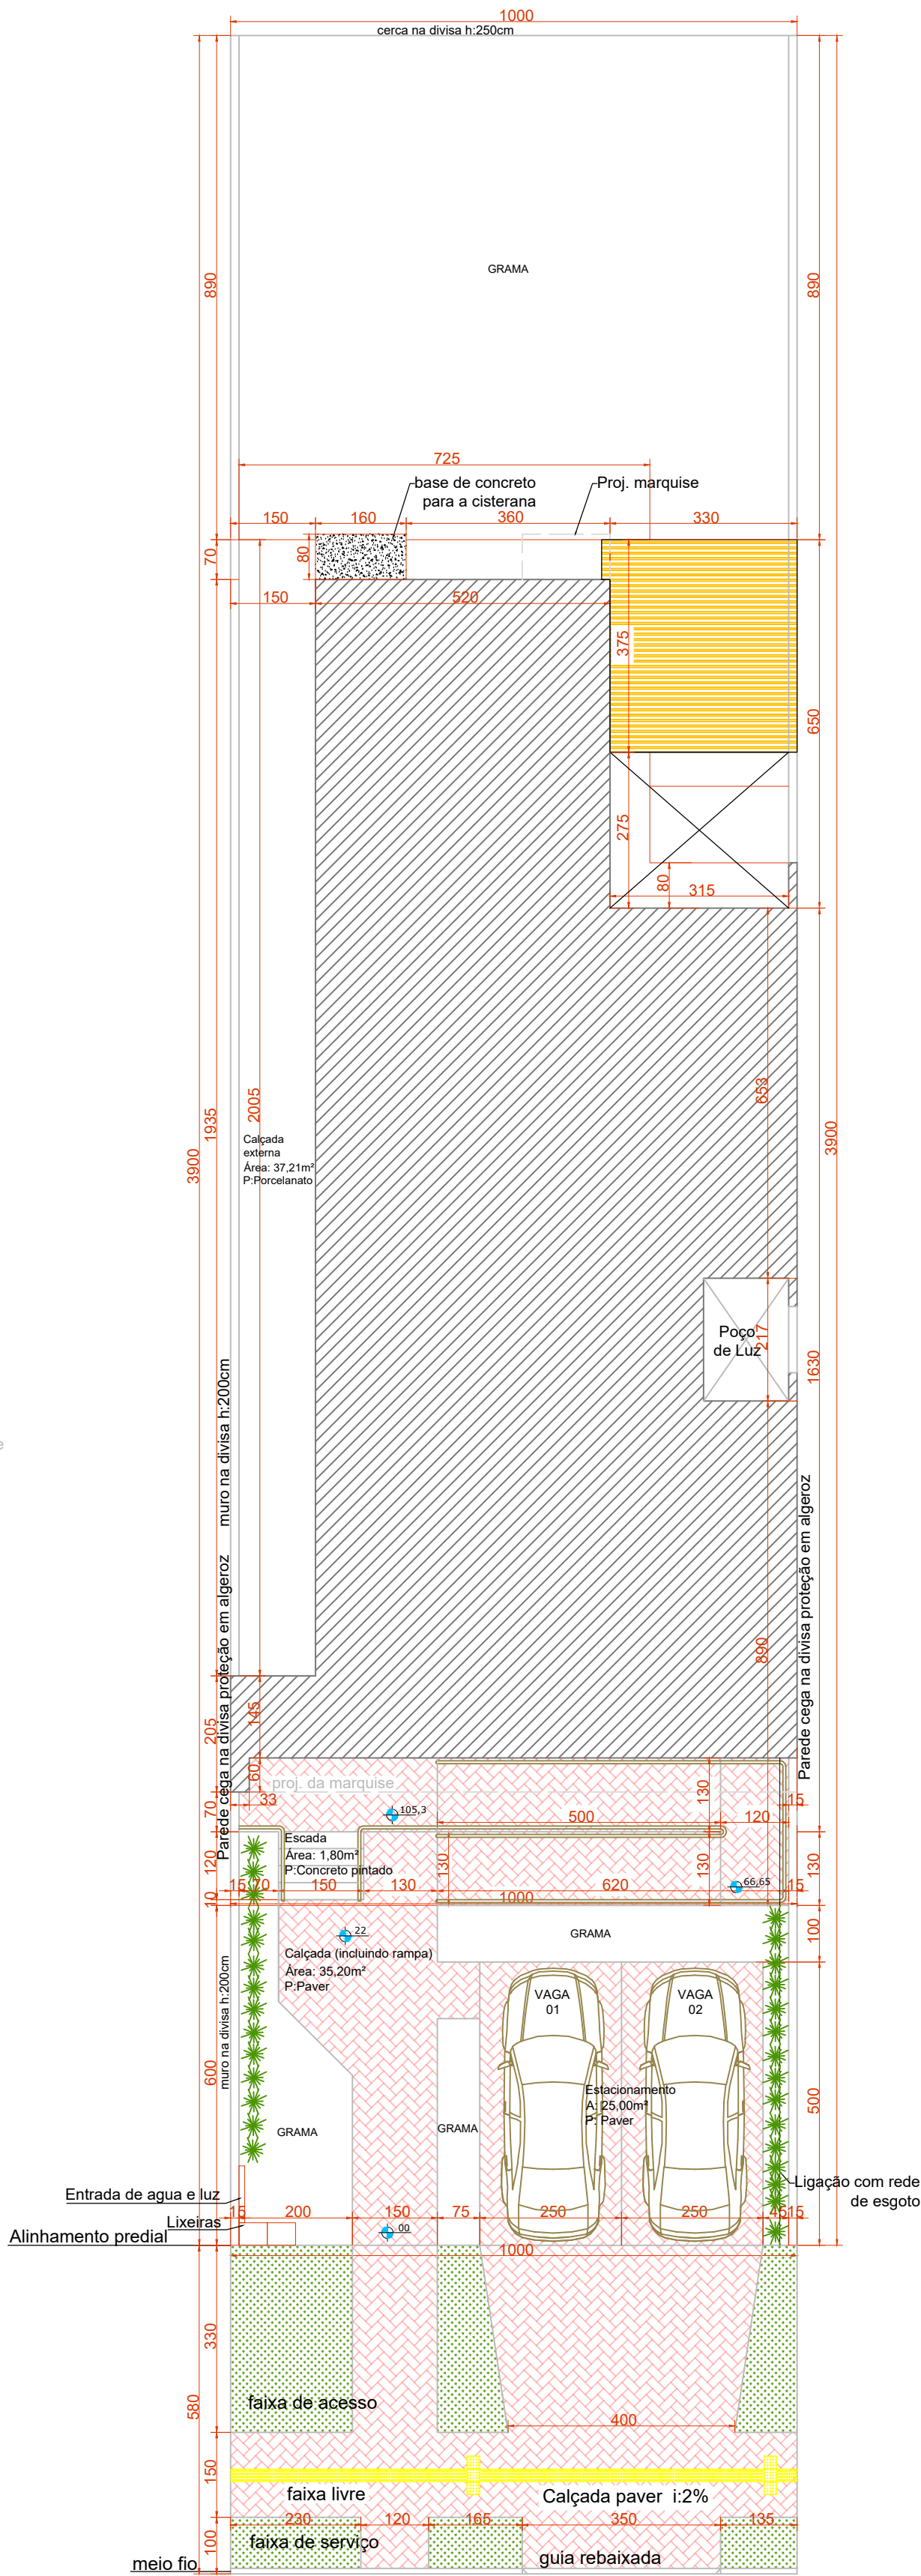 1000
cerca na divisa h:250cm
890
890
GRAMA
725
base de concreto
para a cisterana
Proj. marquise
150
160
360
330
70
80
150
520
375
650
275
80
315
3900
1935
2005
653
3900
Calçada
externa
Área: 37,21m²
P:Porcelanato
Poço
de Luz
217
1630
muro na divisa h:200cm
e
Parede cega na divisa proteção em algeroz
Parede cega na divisa proteção em algeroz
890
205
145
60
proj. da marquise
33
70
105,3
130
15
500
120
Escada
Área: 1,80m²
P:Concreto pintado
120
130
130
130
66,65
10
15
70
150
130
620
15
1000
22
GRAMA
100
Calçada (incluindo rampa)
Área: 35,20m²
P:Paver
muro na divisa h:200cm
VAGA
01
VAGA
02
600
500
Estacionamento
A: 25,00m²
P: Paver
GRAMA
GRAMA
Ligação com rede
de esgoto
Entrada de agua e luz
15
200
150
75
250
250
45
15
Lixeiras
00
Alinhamento predial
1000
330
580
faixa de acesso
400
150
faixa livre
Calçada paver i:2%
230
120
165
350
135
100
faixa de serviço
guia rebaixada
meio fio